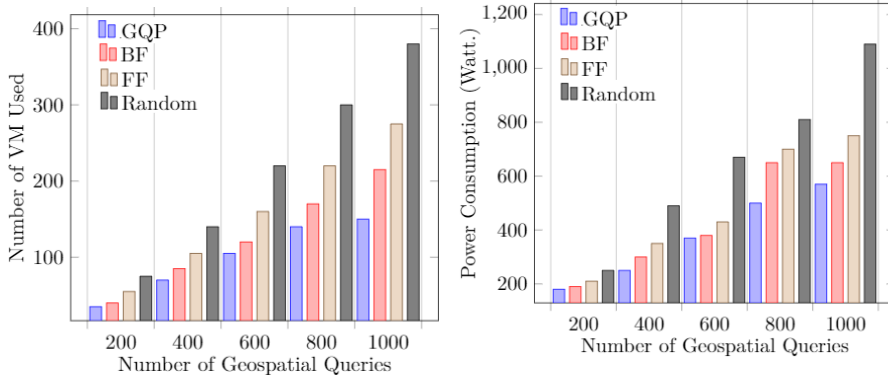 400
300
200
100
Number of VM Used
GQP
BF
FF
Random
200 400 600 800 1000
Number of Geospatial Queries
1,200
1,000
800
600
400
200
Power Consumption (Watt.)
GQP
BF
FF
Random
200 400 600 800 1000
Number of Geospatial Queries